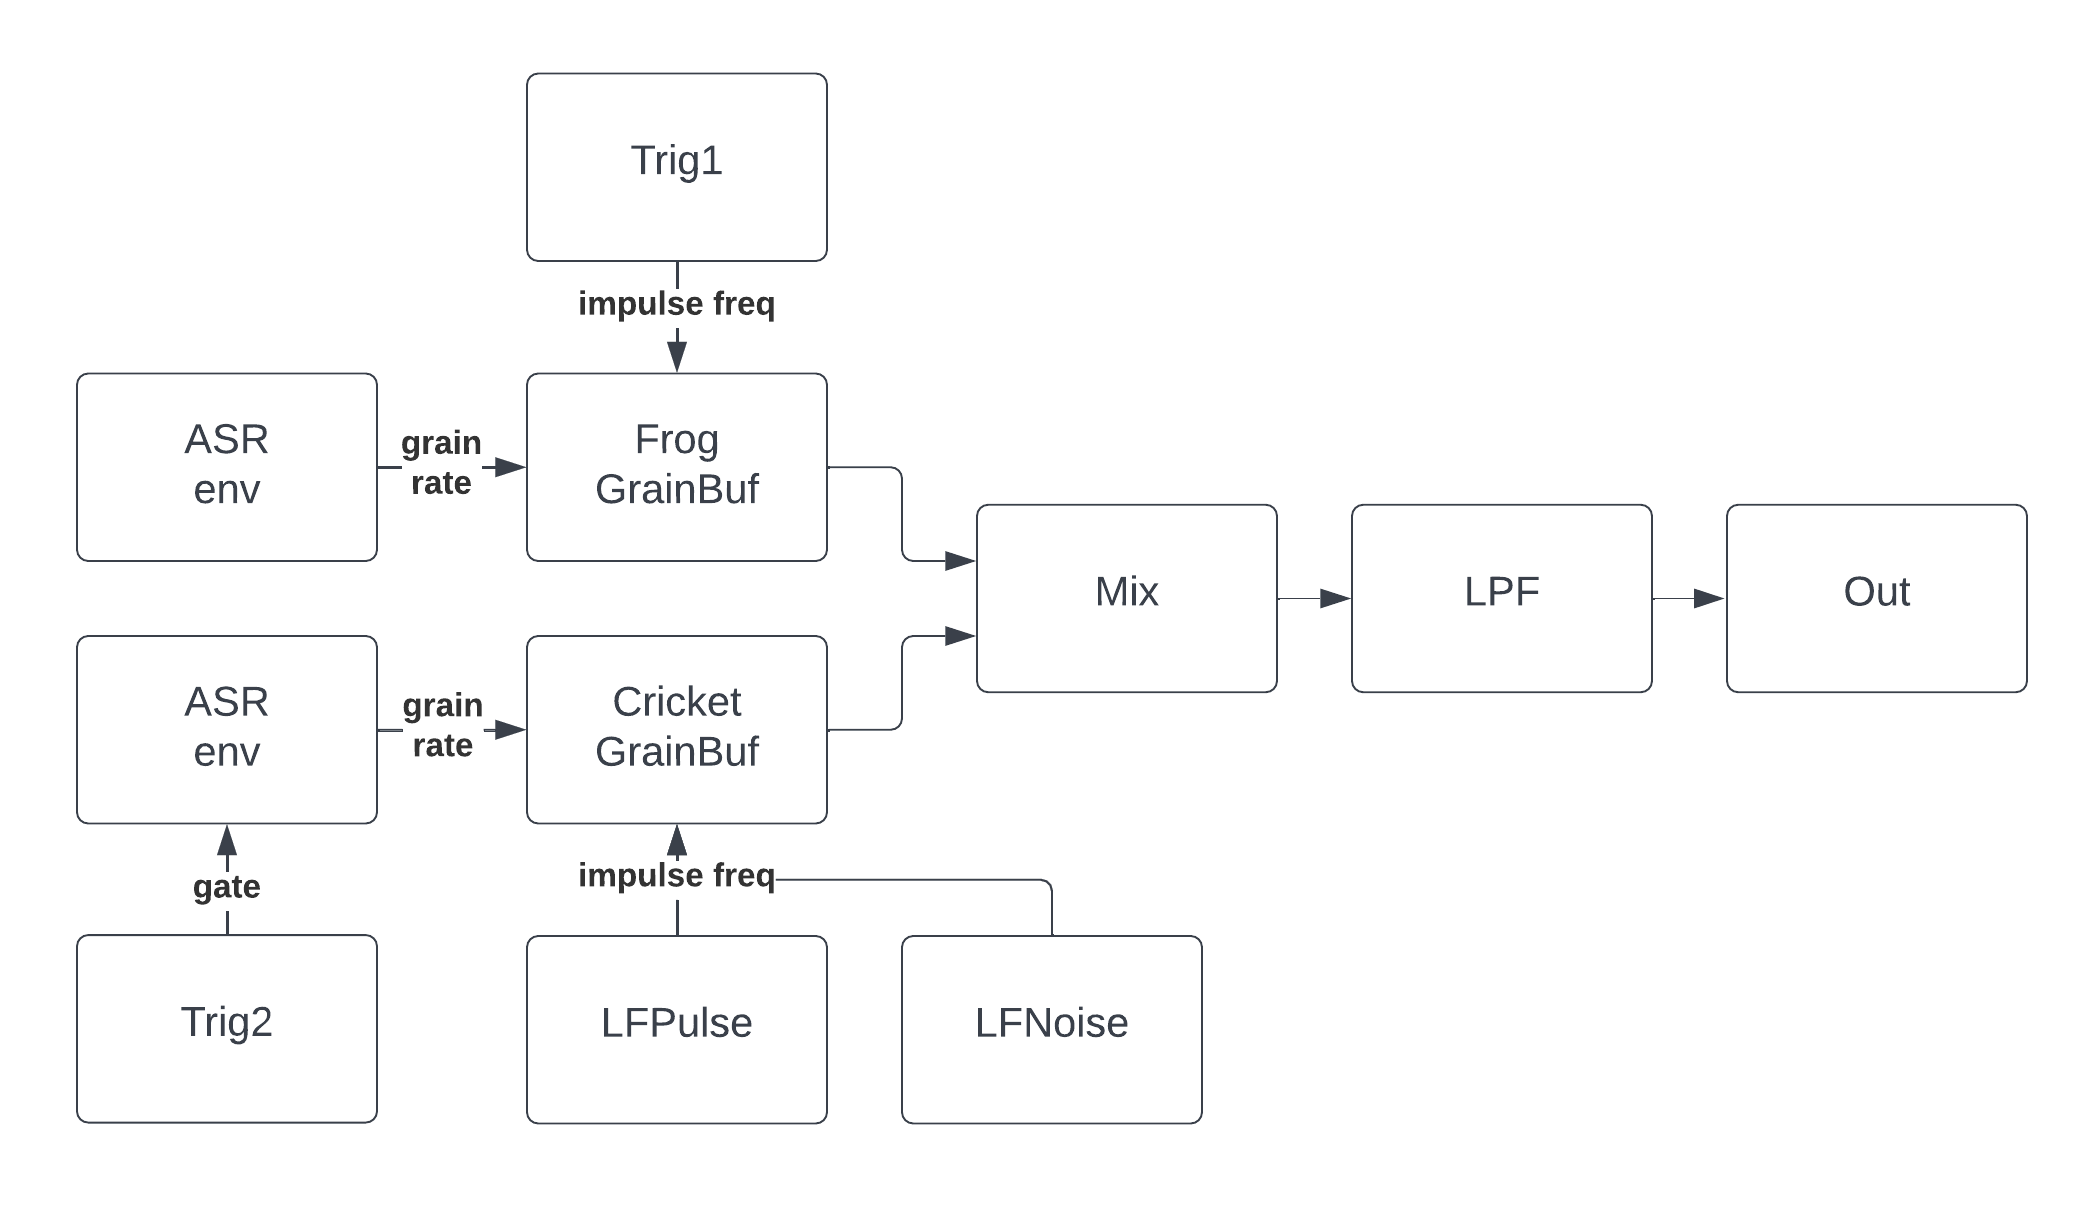 Trig1
impulse freq
ASR
env
grain
rate
Frog
GrainBuf
Mix
LPF
Out
ASR
env
grain
rate
Cricket
GrainBuf
gate
impulse freq
Trig2
LFPulse
LFNoise